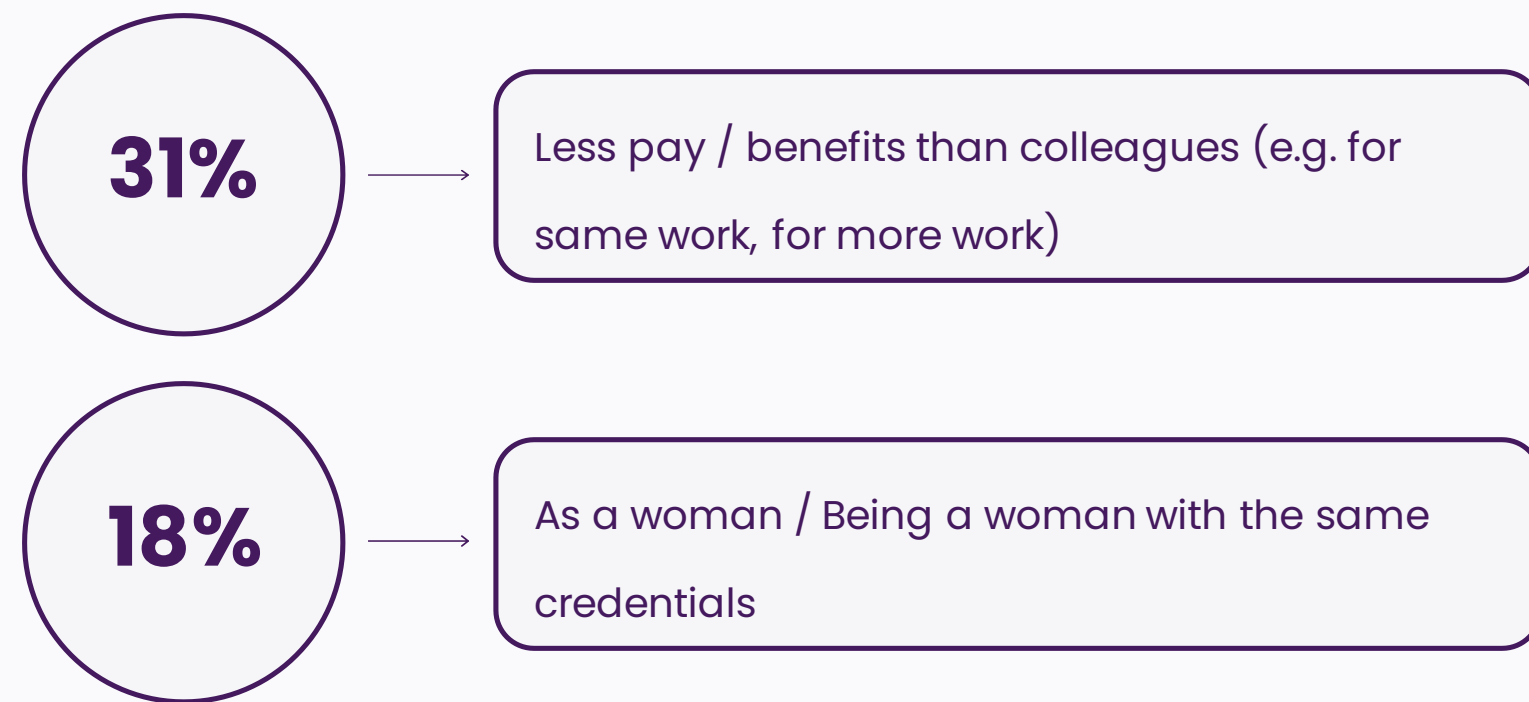 31%
Less pay / benefits than colleagues (e.g. for
same work, for more work)
18%
As a woman / Being a woman with the same
credentials